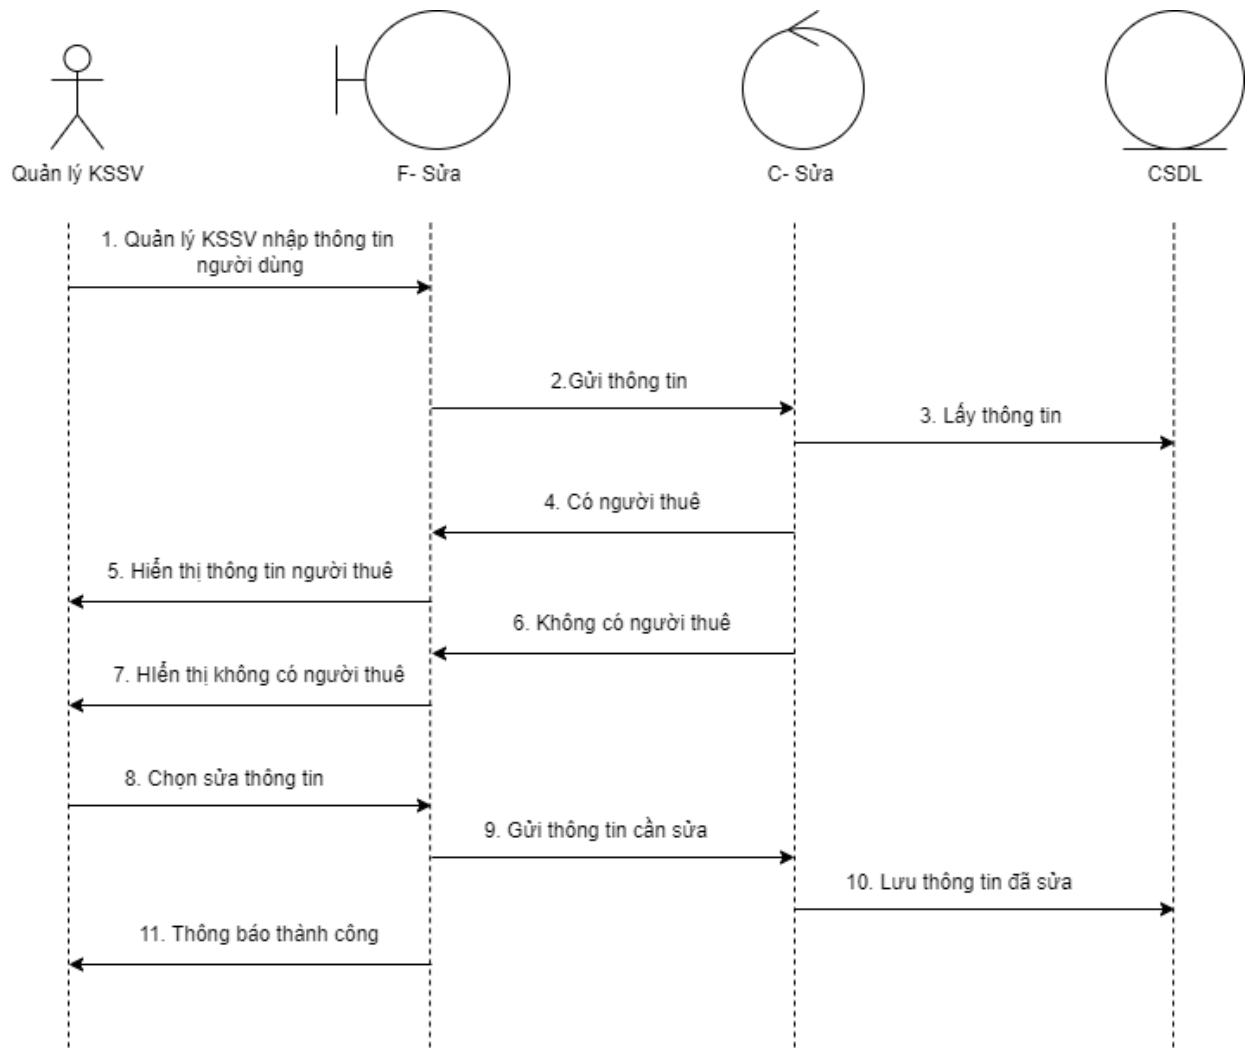 Quản lý KSSV
F- Sửa
C- Sửa
CSDL
1. Quản lý KSSV nhập thông tin
người dùng
2.Gửi thông tin
3. Lấy thông tin
4. Có người thuê
5. Hiển thị thông tin người thuê
6. Không có người thuê
7. HIển thị không có người thuê
8. Chọn sửa thông tin
9. Gửi thông tin cần sửa
10. Lưu thông tin đã sửa
11. Thông báo thành công